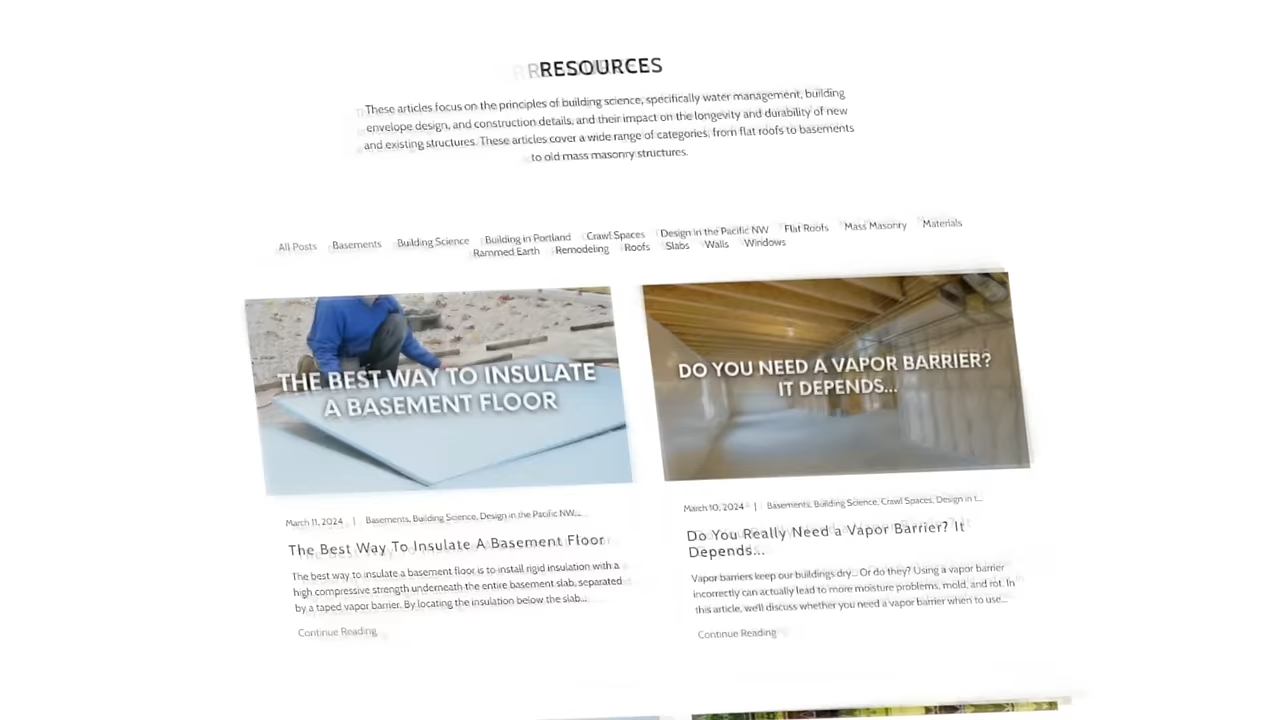 RESOURCES
These articles focus on the principles of building science, specifically water management, building
envelope design, and construction details, and their impact on the longevity and durability of new
and existing structures. These articles cover a wide range of categories, from flat roofs to basements
to old mass masonry structures.
All Posts Basements Building Science Building in Portland Crawl Spaces Design in the Pacific NW Flat Roofs Mass Masonry Materials
Rammed Earth Remodeling Roofs Slabs Walls Windows
THE BEST WAY TO INSULATE
A BASEMENT FLOOR
DO YOU NEED A VAPOR BARRIER?
IT DEPENDS...
March 11, 2024 | Basements, Building Science, Design in the Pacific NW...
The Best Way To Insulate A Basement Floor
The best way to insulate a basement floor is to install rigid insulation with a
high compressive strength underneath the entire basement slab, separated
by a taped vapor barrier. By locating the insulation below the slab...
Continue Reading
March 10, 2024 | Basements, Building Science, Crawl Spaces, Design in t...
Do You Really Need a Vapor Barrier? It
Depends...
Vapor barriers keep our buildings dry... Or do they? Using a vapor barrier
incorrectly can actually lead to more moisture problems, mold, and rot. In
this article, we'll discuss whether you need a vapor barrier when to use...
Continue Reading